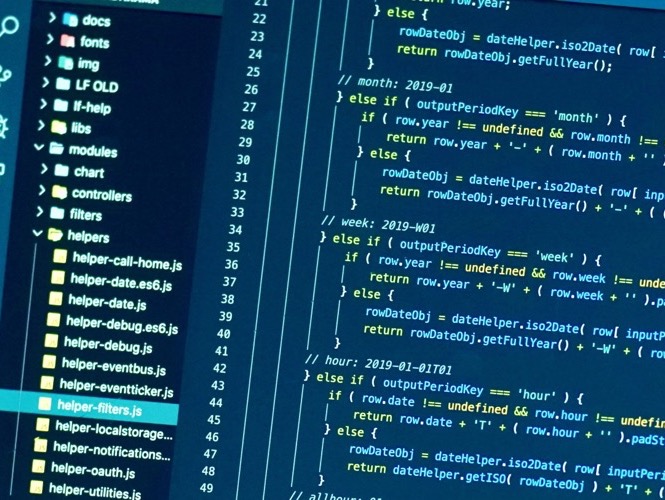 docs
fonts
img
LF OLD
lf-help
libs
modules
chart
controllers
filters
helpers
helper-call-home.js
helper-date.es6.js
helper-date.js
helper-debug.es6.js
helper-debug.js
helper-eventbus.js
helper-eventticker.js
helper-filters.js
helper-localstorage...
helper-notifications...
helper-oauth.js
helper-utilities.js
21 row.year;
22 } else {
23 rowDateObj = dateHelper.iso2Date( row[
24 return rowDateObj.getFullYear();
25 }
26 // month: 2019-01
27 } else if ( outputPeriodKey === 'month' ) {
28 if ( row.year !== undefined && row.month !==
29 return row.year + '-' + ( row.month + ''
30 } else {
31 rowDateObj = dateHelper.iso2Date( row[ inp
32 return rowDateObj.getFullYear() + '-' + (
33 }
34 // week: 2019-W01
35 } else if ( outputPeriodKey === 'week' ) {
36 if ( row.year !== undefined && row.week !== unde
37 return row.year + '-W' + ( row.week + '' ).p
38 } else {
39 rowDateObj = dateHelper.iso2Date( row[ inputP
40 return rowDateObj.getFullYear() + '-W' + ( ro
41 }
42 // hour: 2019-01-01T01
43 } else if ( outputPeriodKey === 'hour' ) {
44 if ( row.date !== undefined && row.hour !== undefin
45 return row.date + 'T' + ( row.hour + '' ).padSt
46 } else {
47 rowDateObj = dateHelper.iso2Date( row[ inputPeri
48 return dateHelper.getISO( rowDateObj ) + 'T' + (
49 }
// allhour: